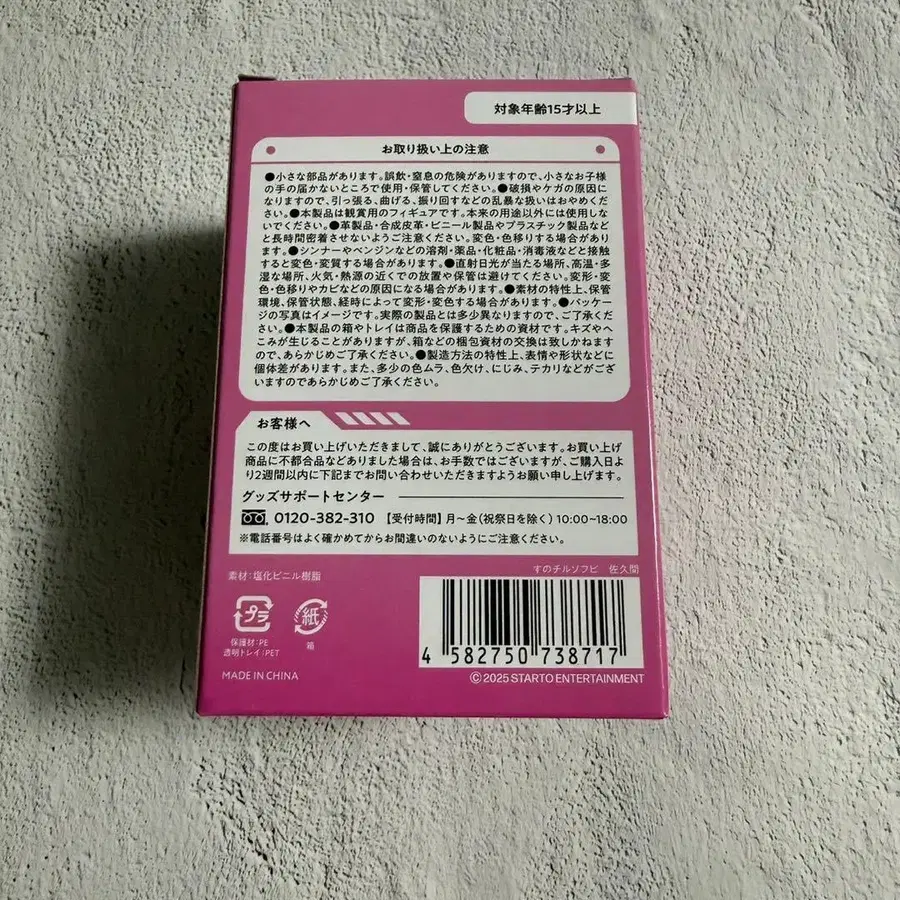 対象年齢15才以上
お取り扱い上の注意
●小さな部品があります。誤飲・窒息の危険がありますので、小さなお子様
の手の届かないところで使用・保管してください。●破損やケガの原因に
なりますので、引っ張る、曲げる、振り回すなどの乱暴な扱いはおやめくだ
さい。●本製品は観賞用のフィギュアです。本来の用途以外には使用しな
いでください。●革製品・合成皮革・ビニール製品やプラスチック製品など
と長時間密着させないようご注意ください。変色・色移りする場合があり
ます。●シンナーやベンジンなどの溶剤・薬品・化粧品・消毒液などと接触
すると変色・変質する場合があります。●直射日光が当たる場所、高温・多
湿な場所、火気・熱源の近くでの放置や保管は避けてください。変形・変
色・色移りやカビなどの原因になる場合があります。●素材の特性上、保管
環境、保管状態、経時によって変形・変色する場合があります。●パッケー
ジの写真はイメージです。実際の製品とは多少異なりますので、ご了承く
ださい。●本製品の箱やトレイは商品を保護するための資材です。キズやへ
こみが生じることがありますが、箱などの梱包資材の交換は致しかねます
ので、あらかじめご了承ください。●製造方法の特性上、表情や形状などに
個体差があります。また、多少の色ムラ、色欠け、にじみ、テカリなどがござ
いますのであらかじめご了承ください。
お客様へ
この度はお買い上げいただきまして、誠にありがとうございます。お買い上げ
商品に不都合品などありました場合は、お手数ではございますが、ご購入日よ
り2週間以内に下記までお問い合わせいただきますようお願い申し上げます。
グッズサポートセンター
0120-382-310 【受付時間】月~金(祝祭日を除く)10:00~18:00
※電話番号はよく確かめてからお間違いのないようにご注意ください。
素材:塩化ビニル樹脂
すのチルソフビ 佐久間
プラ
紙
保護材:PE
透明トレイ:PET
箱
4 582750 738717
MADE IN CHINA
©2025 STARTO ENTERTAINMENT